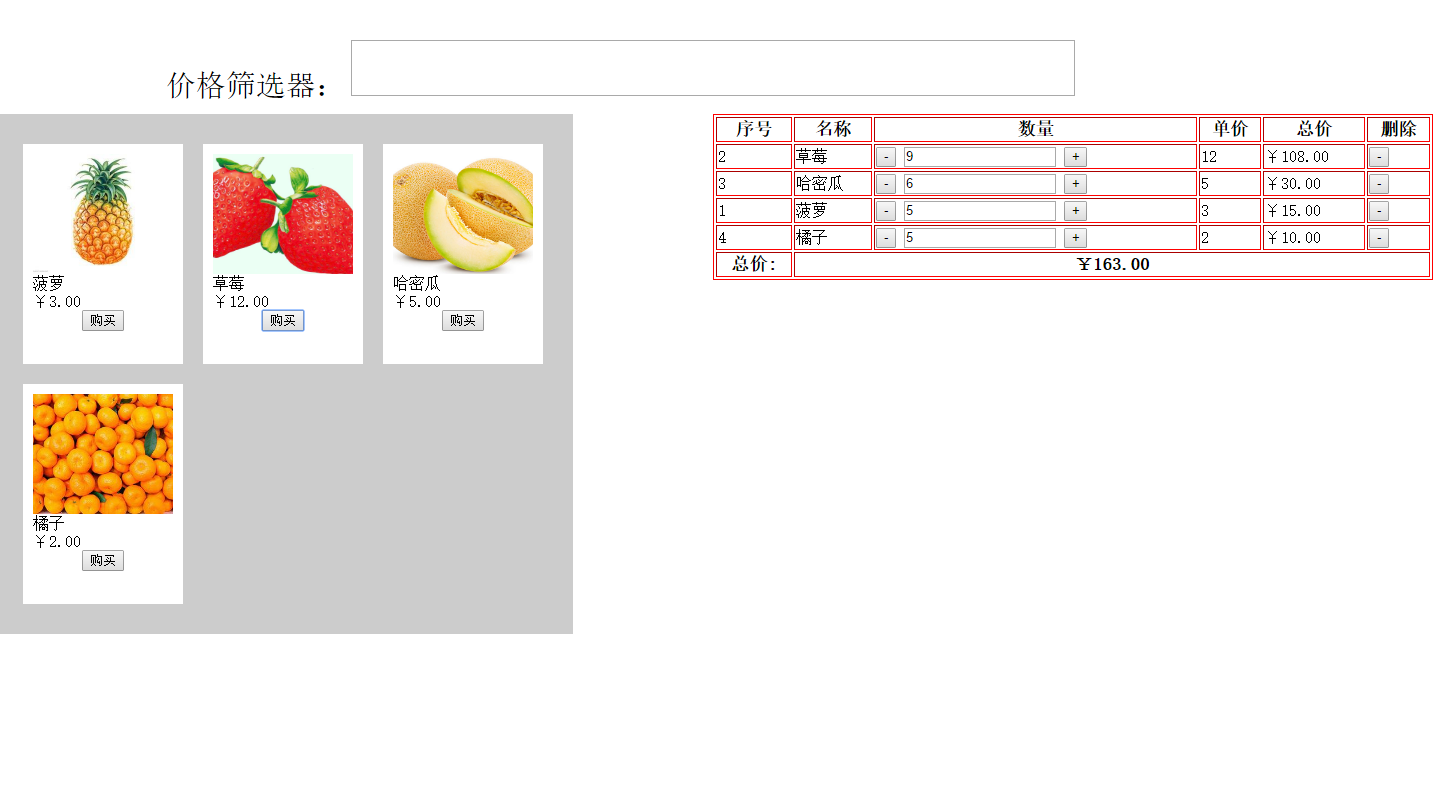 价格筛选器：
菠萝
￥3.00
购买
草莓
￥12.00
购买
哈密瓜
￥5.00
购买
橘子
￥2.00
购买
序号 名称 数量 单价 总价 删除
2 草莓 - 9 + 12 ￥108.00 -
3 哈密瓜 - 6 + 5 ￥30.00 -
1 菠萝 - 5 + 3 ￥15.00 -
4 橘子 - 5 + 2 ￥10.00 -
总价: ￥163.00